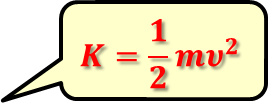 K = 1/2 mv²